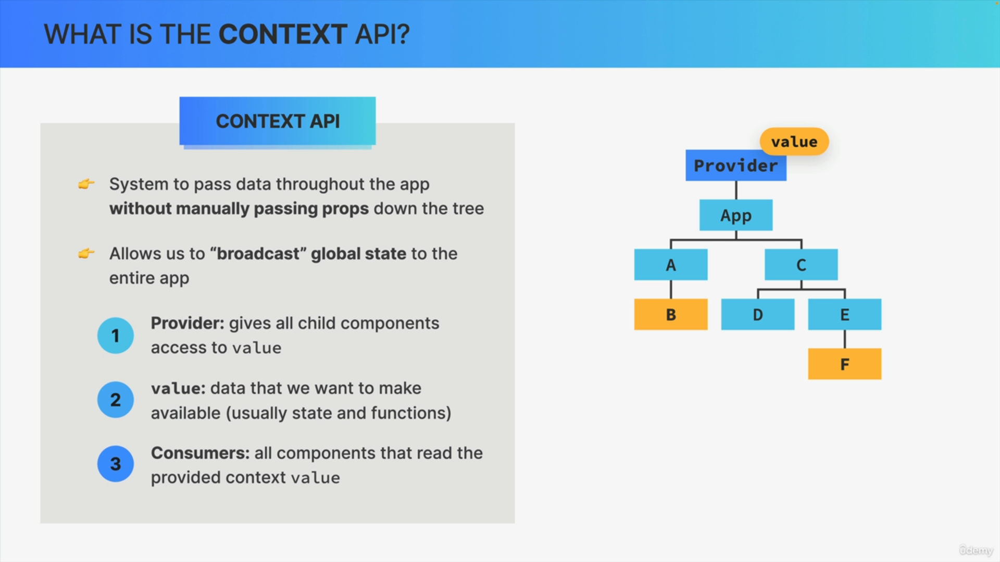 WHAT IS THE CONTEXT API?
CONTEXT API
👉 System to pass data throughout the app
without manually passing props down the tree
👉 Allows us to “broadcast” global state to the
entire app
1 Provider: gives all child components
access to value
2 value: data that we want to make
available (usually state and functions)
3 Consumers: all components that read the
provided context value
value
Provider
App
A C
B D E
F
ûdemy